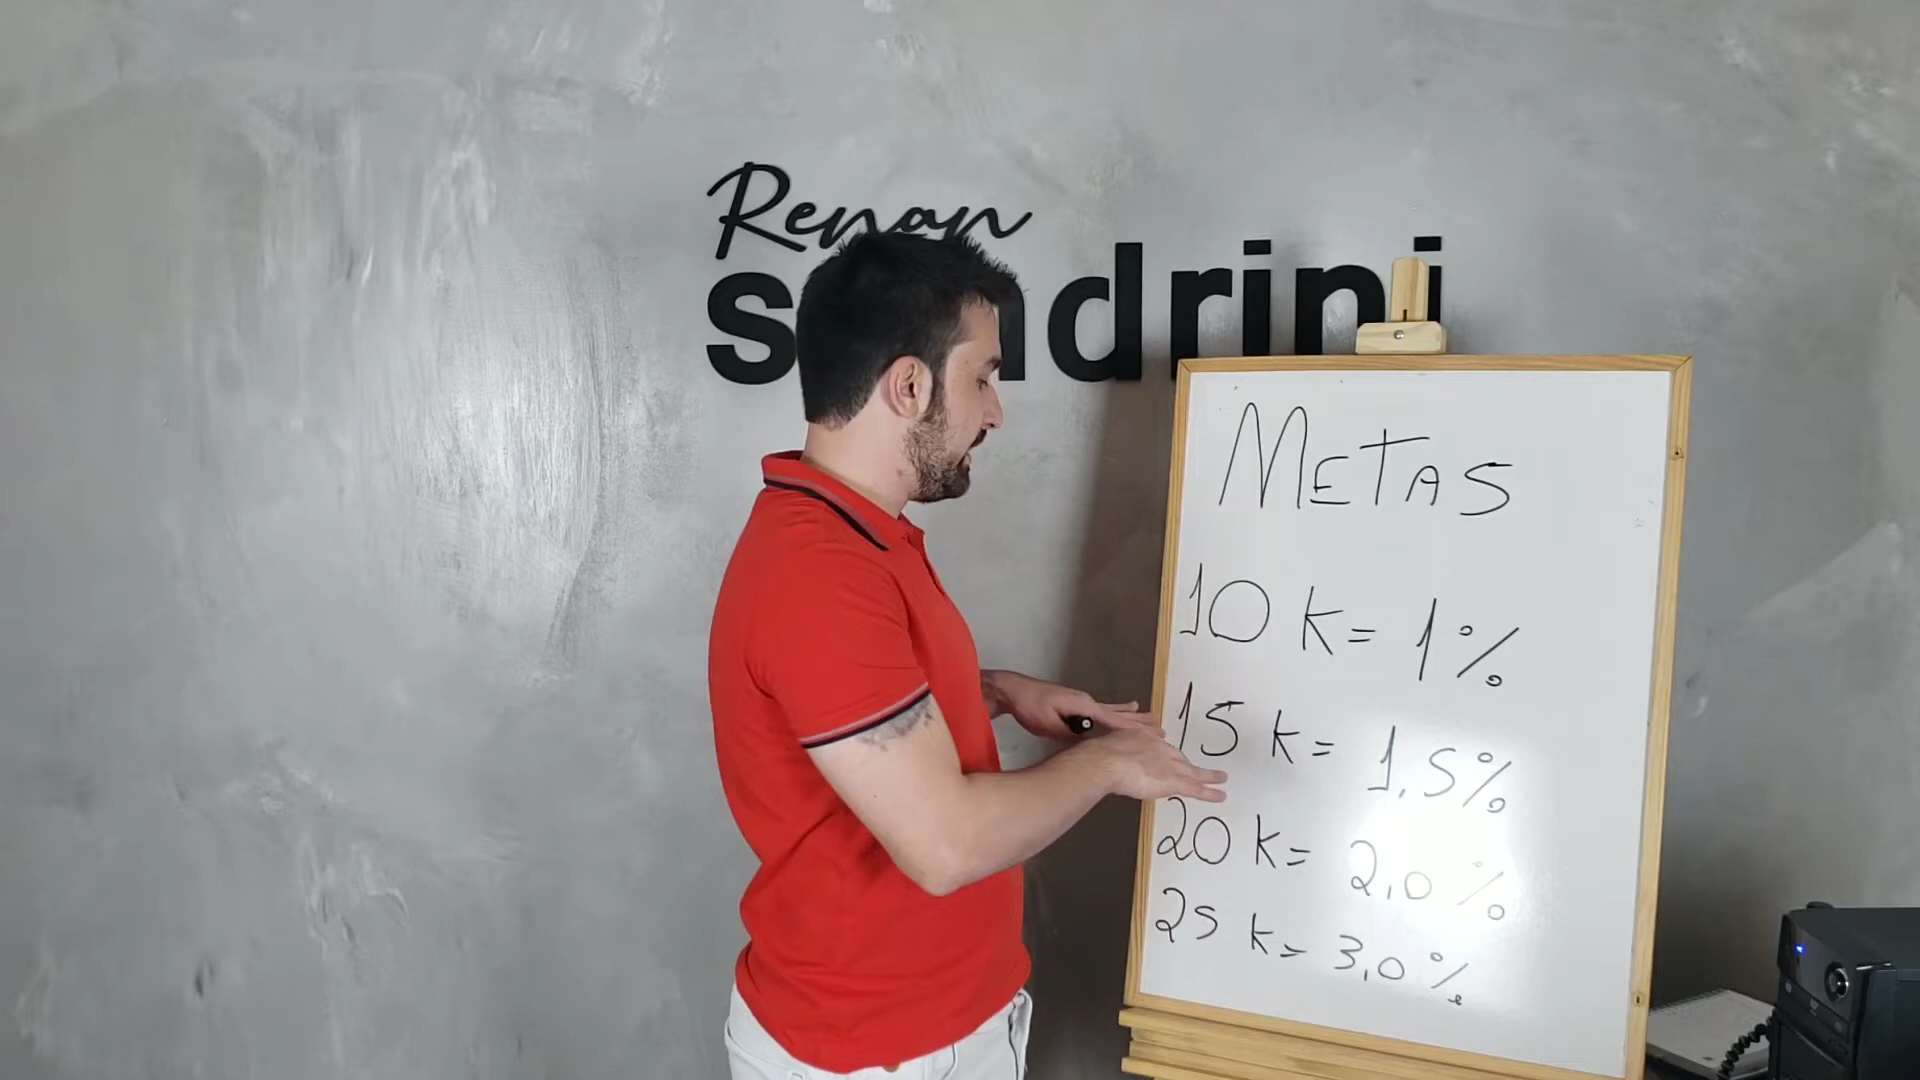 Renan
sandrini
METAS
10 K= 1%
15 K= 1,5%
20 K= 2,0%
25 K= 3,0%